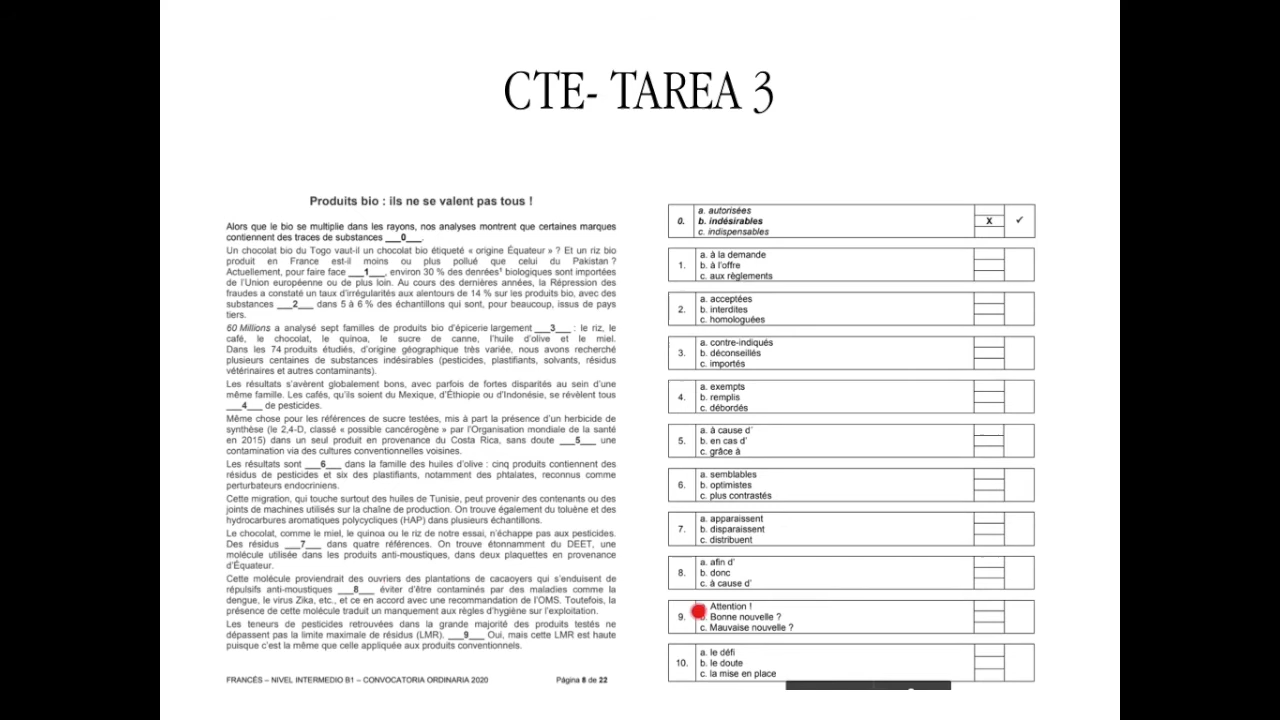 CTE- TAREA 3
Produits bio : ils ne se valent pas tous !
Alors que le bio se multiplie dans les rayons, nos analyses montrent que certaines marques
contiennent des traces de substances ___0___.
Un chocolat bio du Togo vaut-il un chocolat bio étiqueté « origine Équateur » ? Et un riz bio
produit en France est-il moins ou plus pollué que celui du Pakistan ?
Actuellement, pour faire face ___1___, environ 30 % des denrées¹ biologiques sont importées
de l'Union européenne ou de plus loin. Au cours des dernières années, la Répression des
fraudes a constaté un taux d'irrégularités aux alentours de 14 % sur les produits bio, avec des
substances ___2___ dans 5 à 6 % des échantillons qui sont, pour beaucoup, issus de pays
tiers.
60 Millions a analysé sept familles de produits bio d'épicerie largement ___3___ : le riz, le
café, le chocolat, le quinoa, le sucre de canne, l'huile d'olive et le miel.
Dans les 74 produits étudiés, d'origine géographique très variée, nous avons recherché
plusieurs centaines de substances indésirables (pesticides, plastifiants, solvants, résidus
vétérinaires et autres contaminants).
Les résultats s'avèrent globalement bons, avec parfois de fortes disparités au sein d'une
même famille. Les cafés, qu'ils soient du Mexique, d'Éthiopie ou d'Indonésie, se révèlent tous
___4___ de pesticides.
Même chose pour les références de sucre testées, mis à part la présence d'un herbicide de
synthèse (le 2,4-D, classé « possible cancérogène » par l'Organisation mondiale de la santé
en 2015) dans un seul produit en provenance du Costa Rica, sans doute ___5___ une
contamination via des cultures conventionnelles voisines.
Les résultats sont ___6___ dans la famille des huiles d'olive : cinq produits contiennent des
résidus de pesticides et six des plastifiants, notamment des phtalates, reconnus comme
perturbateurs endocriniens.
Cette migration, qui touche surtout des huiles de Tunisie, peut provenir des contenants ou des
joints de machines utilisés sur la chaîne de production. On trouve également du toluène et des
hydrocarbures aromatiques polycycliques (HAP) dans plusieurs échantillons.
Le chocolat, comme le miel, le quinoa ou le riz de notre essai, n'échappe pas aux pesticides.
Des résidus ___7___ dans quatre références. On trouve étonnamment du DEET, une
molécule utilisée dans les produits anti-moustiques, dans deux plaquettes en provenance
d'Équateur.
Cette molécule proviendrait des ouvriers des plantations de cacaoyers qui s'enduisent de
répulsifs anti-moustiques ___8___ éviter d'être contaminés par des maladies comme la
dengue, le virus Zika, etc., et ce en accord avec une recommandation de l'OMS. Toutefois, la
présence de cette molécule traduit un manquement aux règles d'hygiène sur l'exploitation.
Les teneurs de pesticides retrouvées dans la grande majorité des produits testés ne
dépassent pas la limite maximale de résidus (LMR). ___9___ Oui, mais cette LMR est haute
puisque c'est la même que celle appliquée aux produits conventionnels.
FRANCÉS – NIVEL INTERMEDIO B1 – CONVOCATORIA ORDINARIA 2020 Página 8 de 22
0.
a. autorisées
b. indésirables X ✓
c. indispensables
1.
a. à la demande
b. à l'offre
c. aux règlements
2.
a. acceptées
b. interdites
c. homologuées
3.
a. contre-indiqués
b. déconseillés
c. importés
4.
a. exempts
b. remplis
c. débordés
5.
a. à cause d'
b. en cas d'
c. grâce à
6.
a. semblables
b. optimistes
c. plus contrastés
7.
a. apparaissent
b. disparaissent
c. distribuent
8.
a. afin d'
b. donc
c. à cause d'
9.
Attention !
b. Bonne nouvelle ?
c. Mauvaise nouvelle ?
10.
a. le défi
b. le doute
c. la mise en place